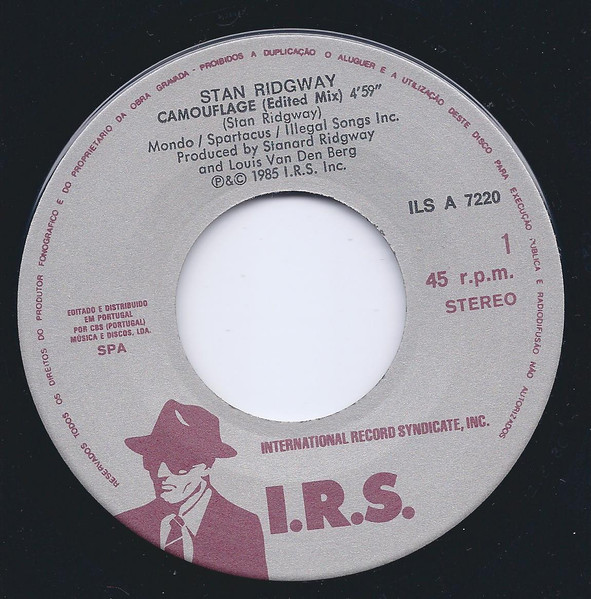 RESERVADOS TODOS OS DIREITOS DO PRODUTOR FONOGRÁFICO E DO PROPRIETÁRIO DA OBRA GRAVADA - PROIBIDOS A DUPLICAÇÃO O ALUGUER E A UTILIZAÇÃO DESTE DISCO PARA EXECUÇÃO PÚBLICA E RADIODIFUSÃO NÃO AUTORIZADOS
STAN RIDGWAY
CAMOUFLAGE (Edited Mix) 4'59"
(Stan Ridgway)
Mondo / Spartacus / Illegal Songs Inc.
Produced by Stanard Ridgway
and Louis Van Den Berg
℗&© 1985 I.R.S. Inc.
ILS A 7220
1
45 r.p.m.
STEREO
EDITADO E DISTRIBUIDO
EM PORTUGAL
POR CBS (PORTUGAL)
MÚSICA E DISCOS, LDA.
SPA
INTERNATIONAL RECORD SYNDICATE, INC.
I.R.S.